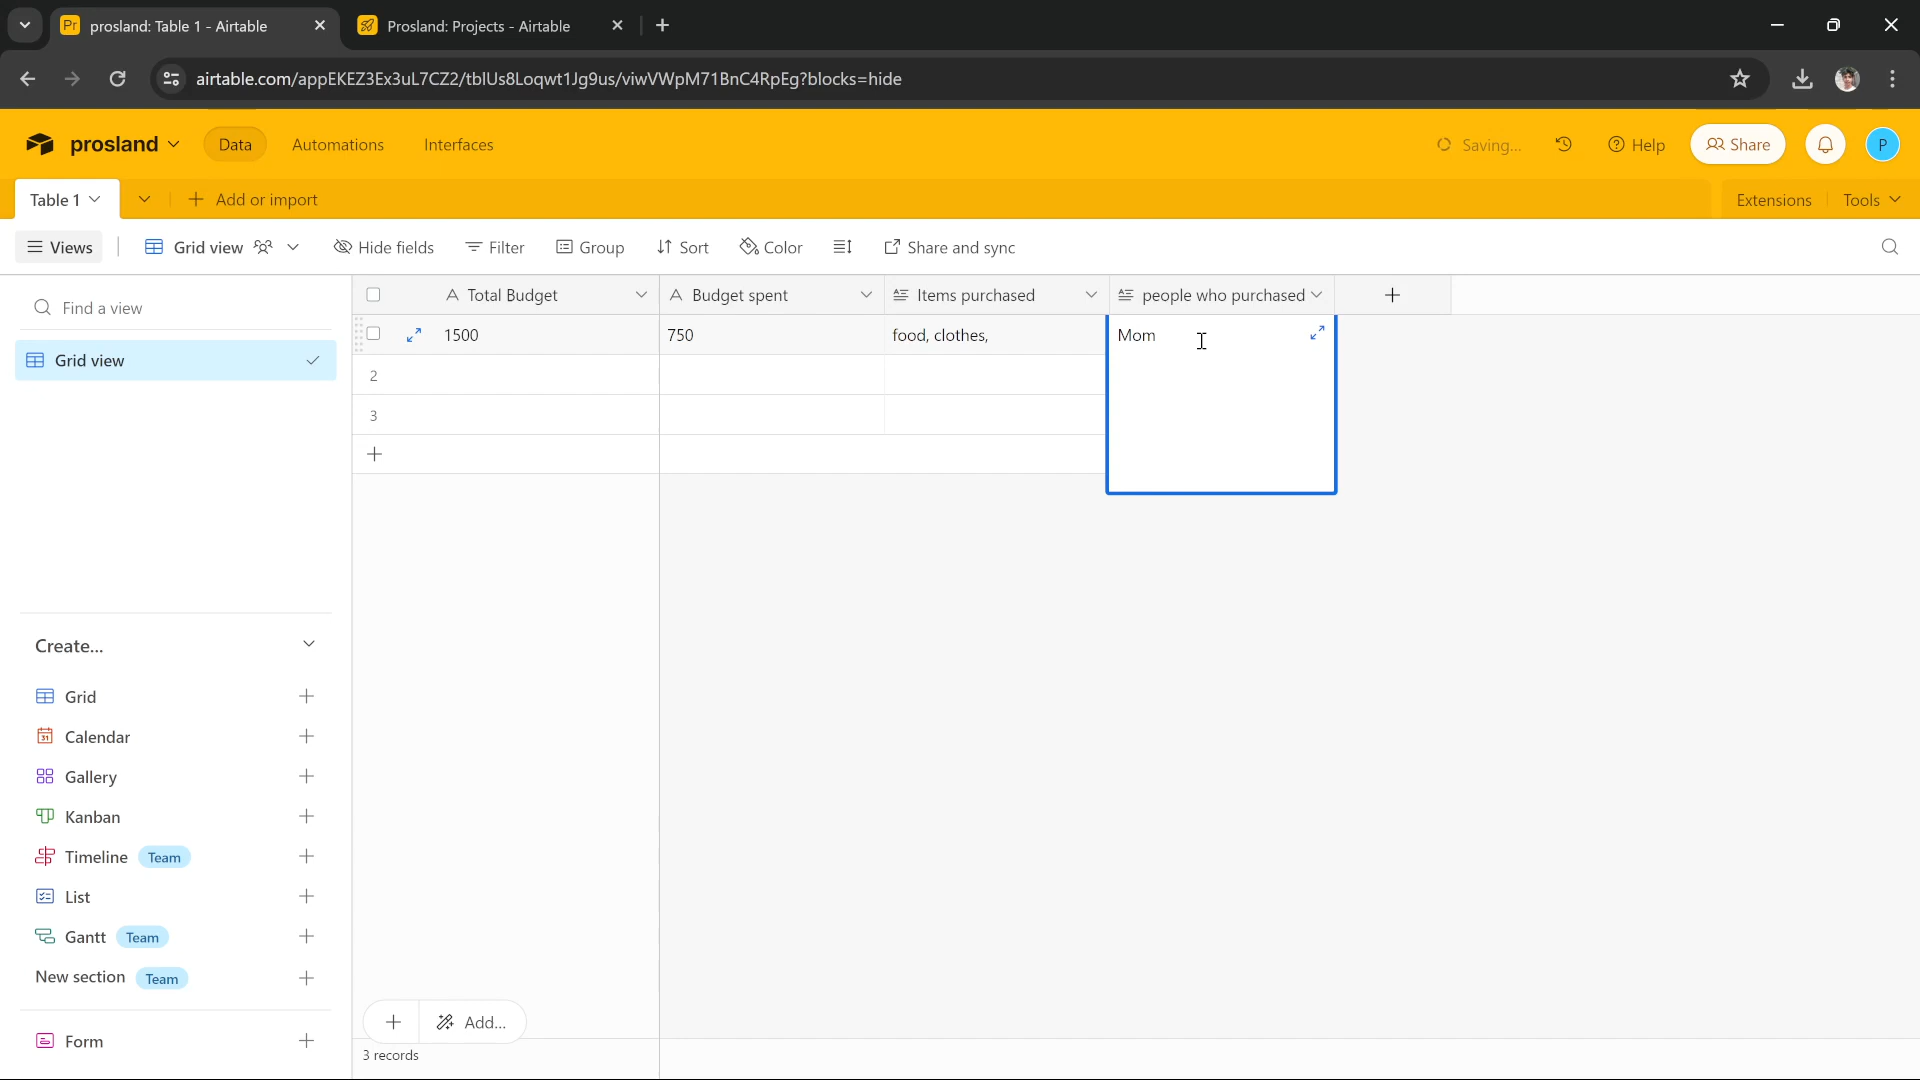 prosland: Table 1 - Airtable
Prosland: Projects - Airtable
airtable.com/appEKEZ3Ex3uL7CZ2/tblUs8Loqwt1Jg9us/viwVWpM71BnC4RpEg?blocks=hide
prosland
Data
Automations
Interfaces
Saving...
Help
Share
P
Table 1
Add or import
Extensions
Tools
Views
Grid view
Hide fields
Filter
Group
Sort
Color
Share and sync
Find a view
Total Budget
Budget spent
Items purchased
people who purchased
1500
750
food, clothes,
Mom
Grid view
2
3
Create...
Grid
Calendar
Gallery
Kanban
Timeline Team
List
Gantt Team
New section Team
Form
Add...
3 records